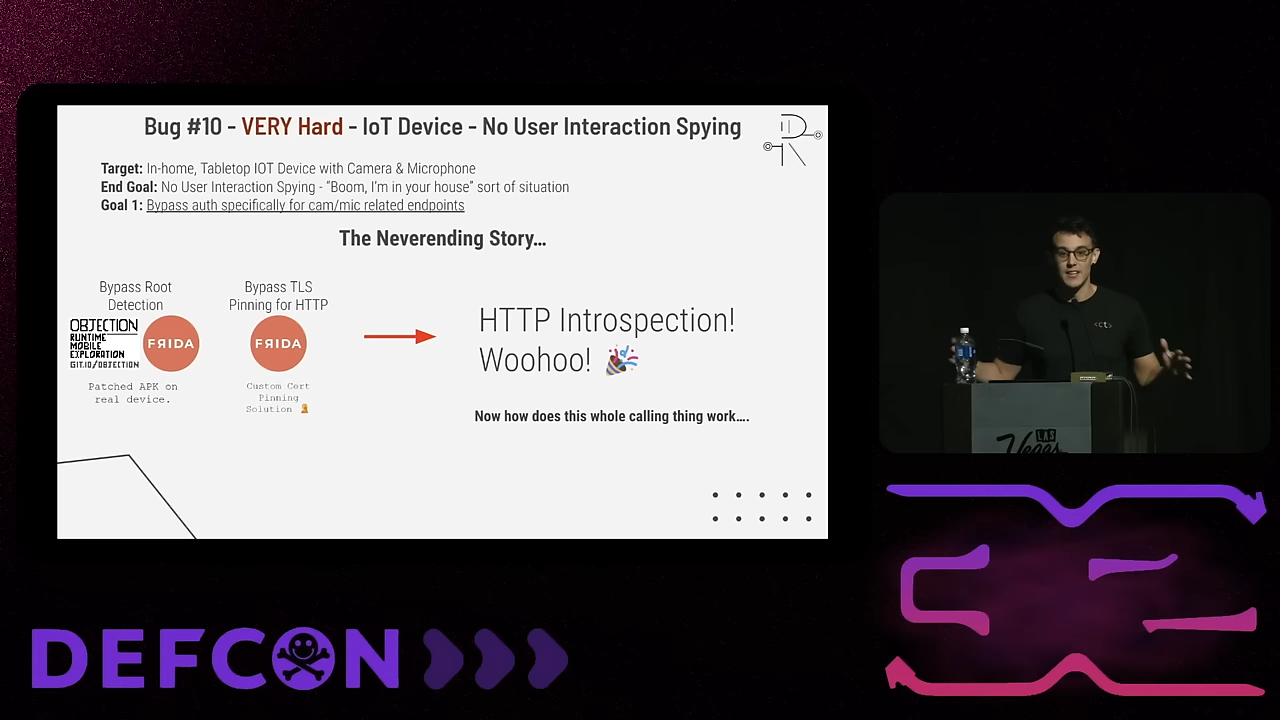 Bug #10 - VERY Hard - IoT Device - No User Interaction Spying
Target: In-home, Tabletop IOT Device with Camera & Microphone
End Goal: No User Interaction Spying - “Boom, I’m in your house” sort of situation
Goal 1: Bypass auth specifically for cam/mic related endpoints
The Neverending Story...
Bypass Root
Detection
OBJECTION
RUNTIME
MOBILE
EXPLORATION
GIT.IO/OBJECTION
FRIDA
Patched APK on
real device.
Bypass TLS
Pinning for HTTP
FRIDA
Custom Cert
Pinning
Solution
HTTP Introspection!
Woohoo! 🎉
Now how does this whole calling thing work....
<ct>
LAS
Vegas
DEFCON